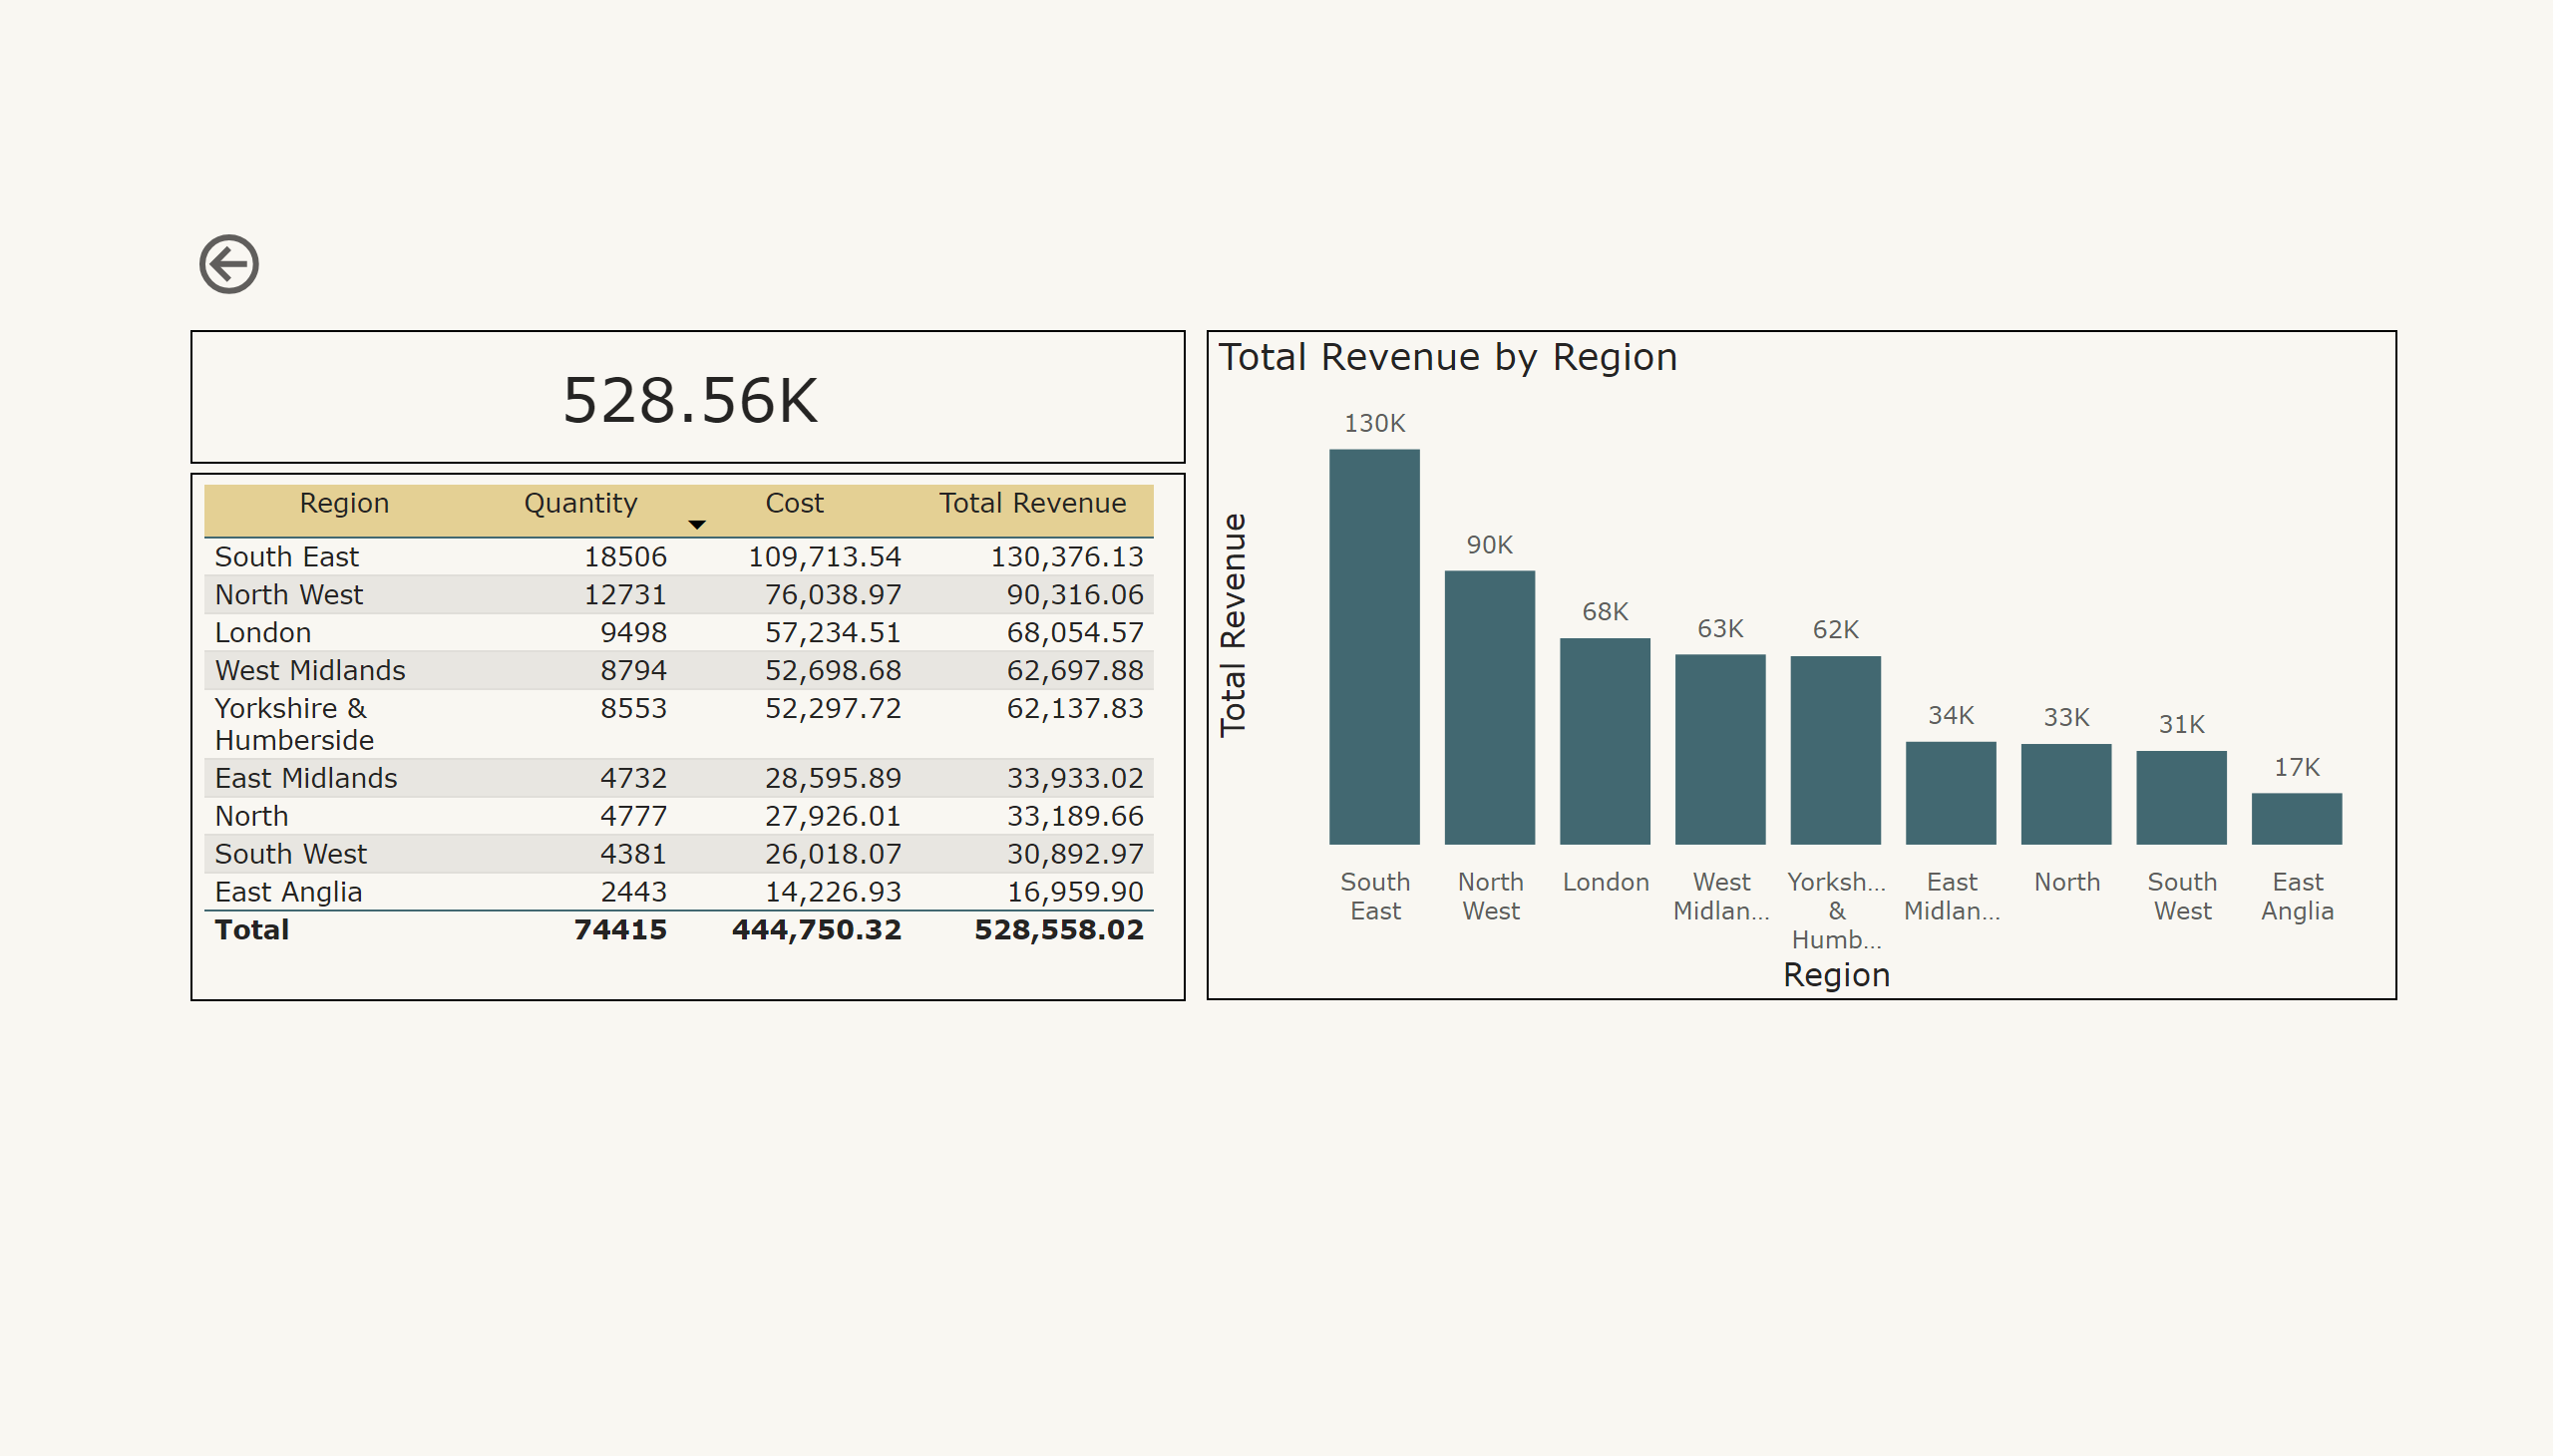 528.56K
Region Quantity Cost Total Revenue
South East 18506 109,713.54 130,376.13
North West 12731 76,038.97 90,316.06
London 9498 57,234.51 68,054.57
West Midlands 8794 52,698.68 62,697.88
Yorkshire & 8553 52,297.72 62,137.83
Humberside
East Midlands 4732 28,595.89 33,933.02
North 4777 27,926.01 33,189.66
South West 4381 26,018.07 30,892.97
East Anglia 2443 14,226.93 16,959.90
Total 74415 444,750.32 528,558.02
Total Revenue by Region
Total Revenue
130K
90K
68K
63K
62K
34K
33K
31K
17K
South
East
North
West
London
West
Midlan...
Yorksh...
&
Humb...
East
Midlan...
North
South
West
East
Anglia
Region